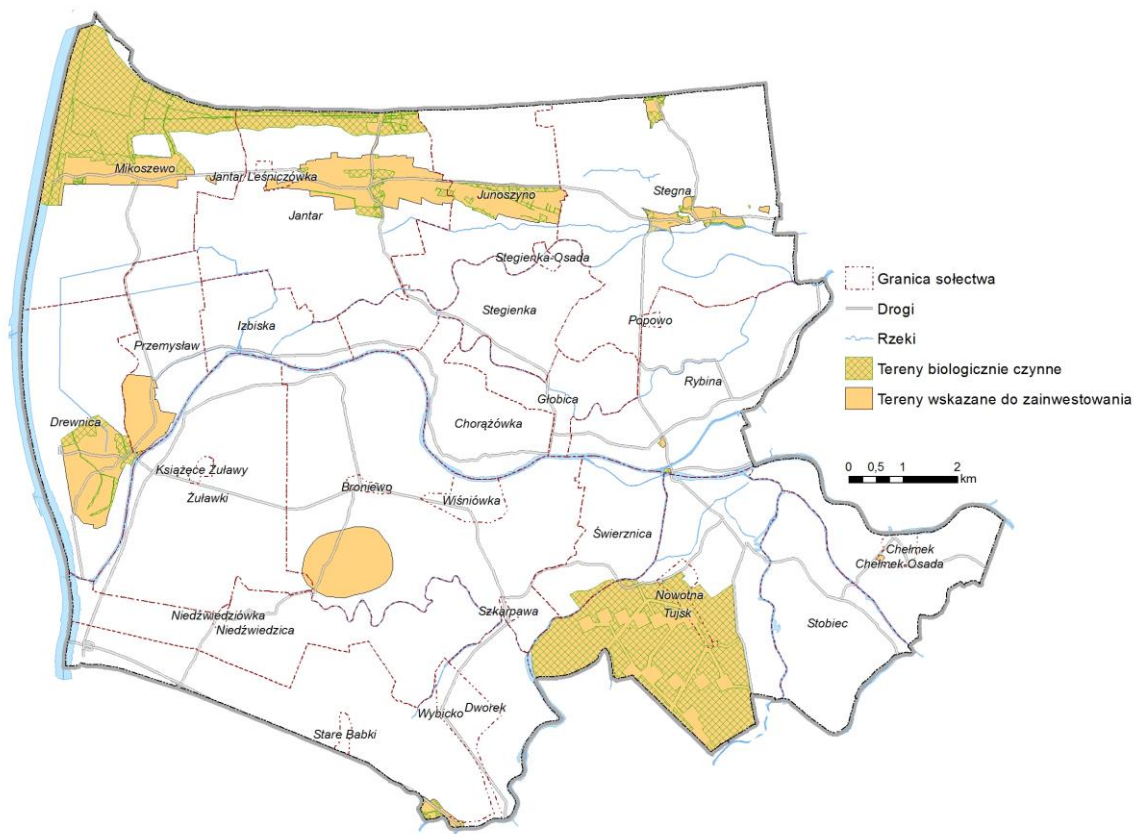 Mikoszewo
Jantar Leśniczówka
Jantar
Junoszyno
Stegna
Stegienka-Osada
Stegienka
Izbiska
Popowo
Przemysław
Rybina
Głobica
Drewnica
Chorążówka
Książęce Żuławy
Żuławki
Broniewo
Wiśniówka
Świerznica
Chełmek
Chełmek-Osada
Nowotna
Tujsk
Szkarpawa
Niedźwiedziówka
Niedźwiedzica
Stobiec
Wybicko
Dworek
Stare Babki
Granica sołectwa
Drogi
Rzeki
Tereny biologicznie czynne
Tereny wskazane do zainwestowania
0 0,5 1 2
km